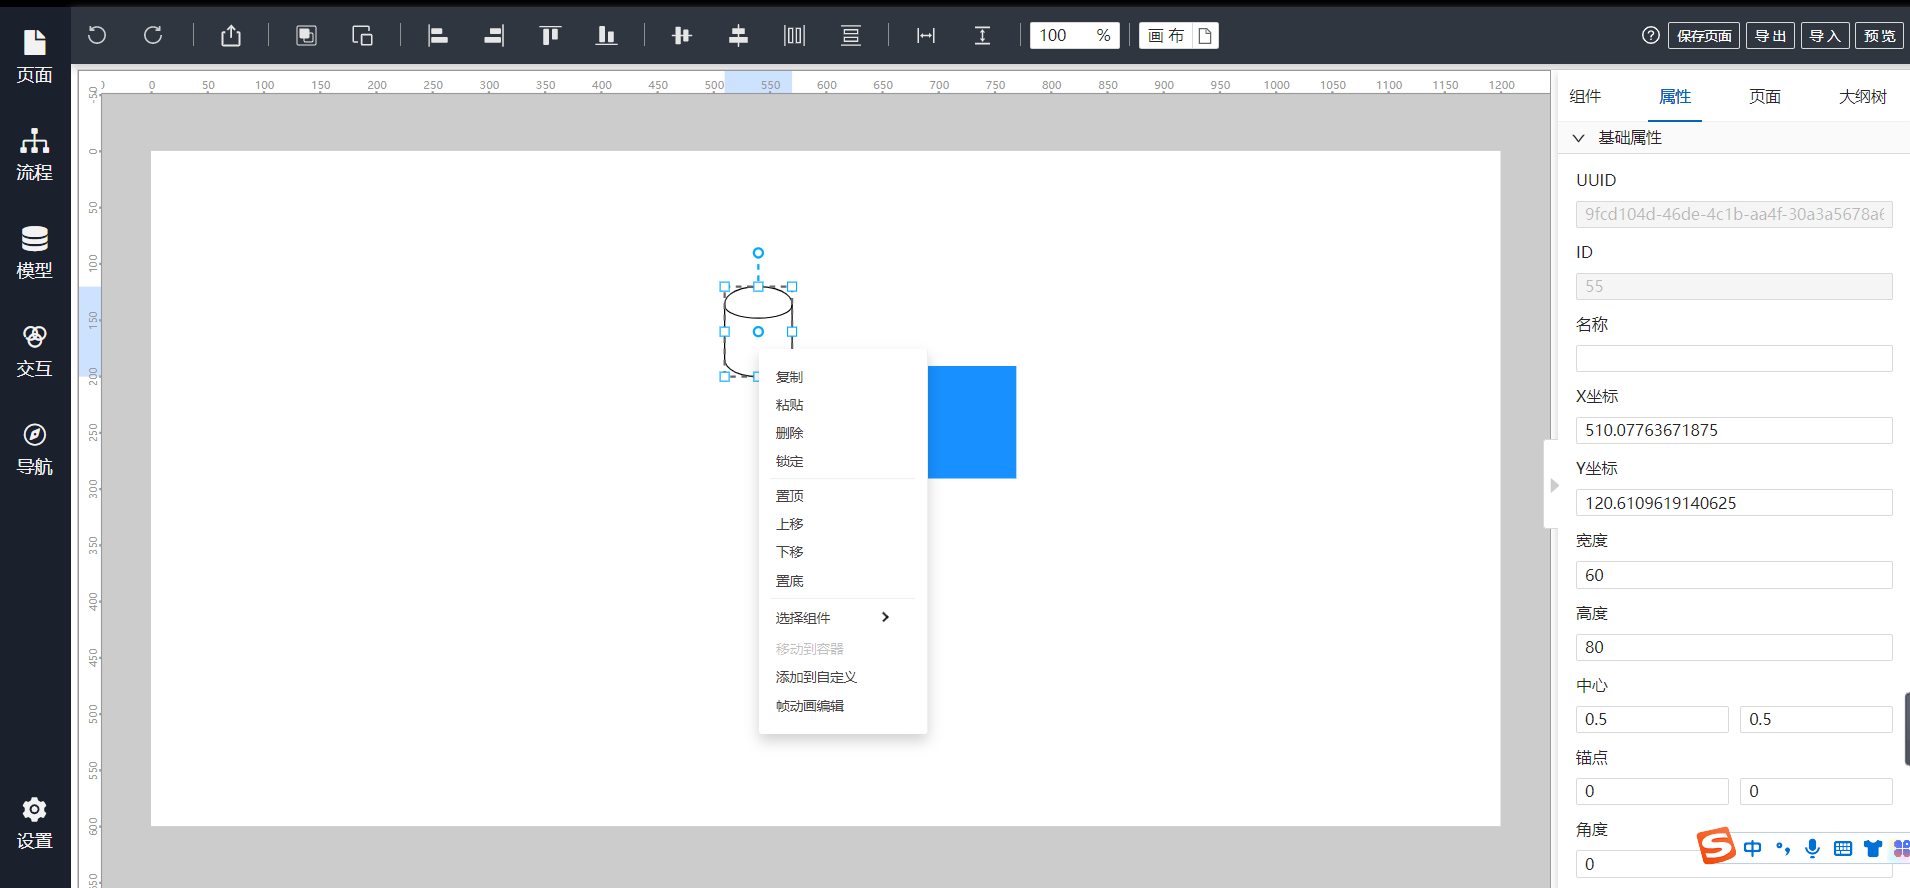 页面
流程
模型
交互
导航
设置
100 %
画布
保存页面
导出
导入
预览
0 50 100 150 200 250 300 350 400 450 500 550 600 650 700 750 800 850 900 950 1000 1050 1100 1150 1200
-50
0
50
100
150
200
250
300
350
400
450
500
550
600
复制
粘贴
删除
锁定
置顶
上移
下移
置底
选择组件
移动到容器
添加到自定义
帧动画编辑
组件 属性 页面 大纲树
基础属性
UUID
9fcd104d-46de-4c1b-aa4f-30a3a5678a6
ID
55
名称
X坐标
510.07763671875
Y坐标
120.6109619140625
宽度
60
高度
80
中心
0.5 0.5
锚点
0 0
角度
0
S 中